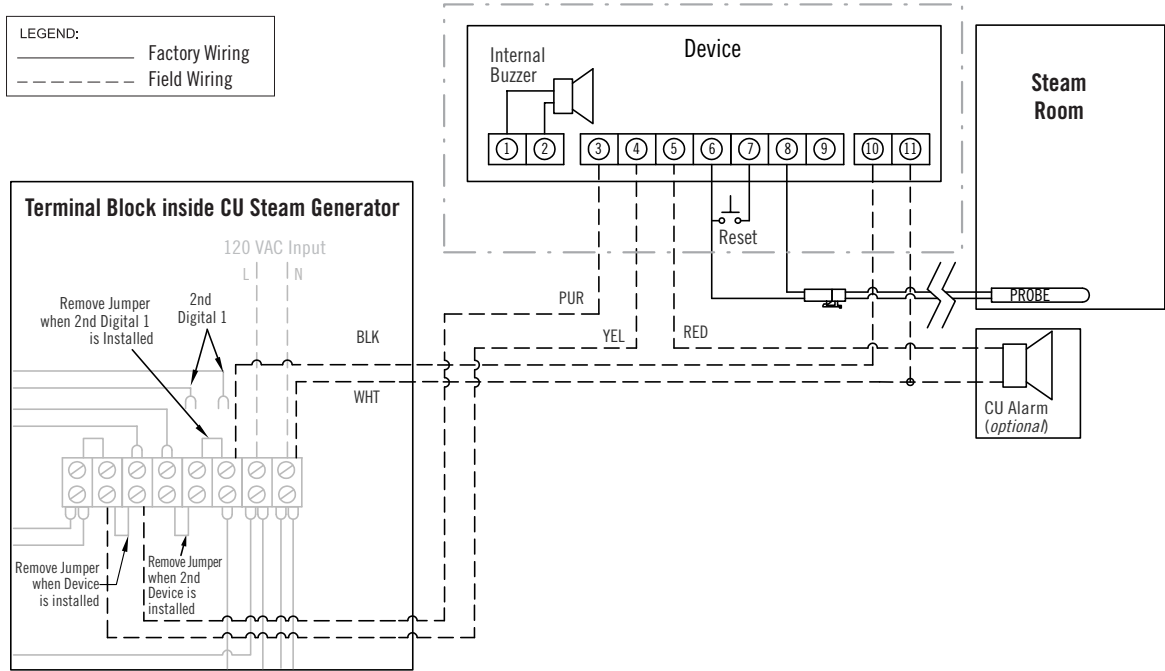 LEGEND:
Factory Wiring
Field Wiring
Device
Internal
Buzzer
1 2 3 4 5 6 7 8 9 10 11
Reset
Steam
Room
PROBE
CU Alarm
(optional)
Terminal Block inside CU Steam Generator
120 VAC Input
L N
Remove Jumper
when 2nd Digital 1
is Installed
2nd
Digital 1
BLK
WHT
PUR
YEL
RED
Remove Jumper
when Device
is installed
Remove Jumper
when 2nd
Device is
installed